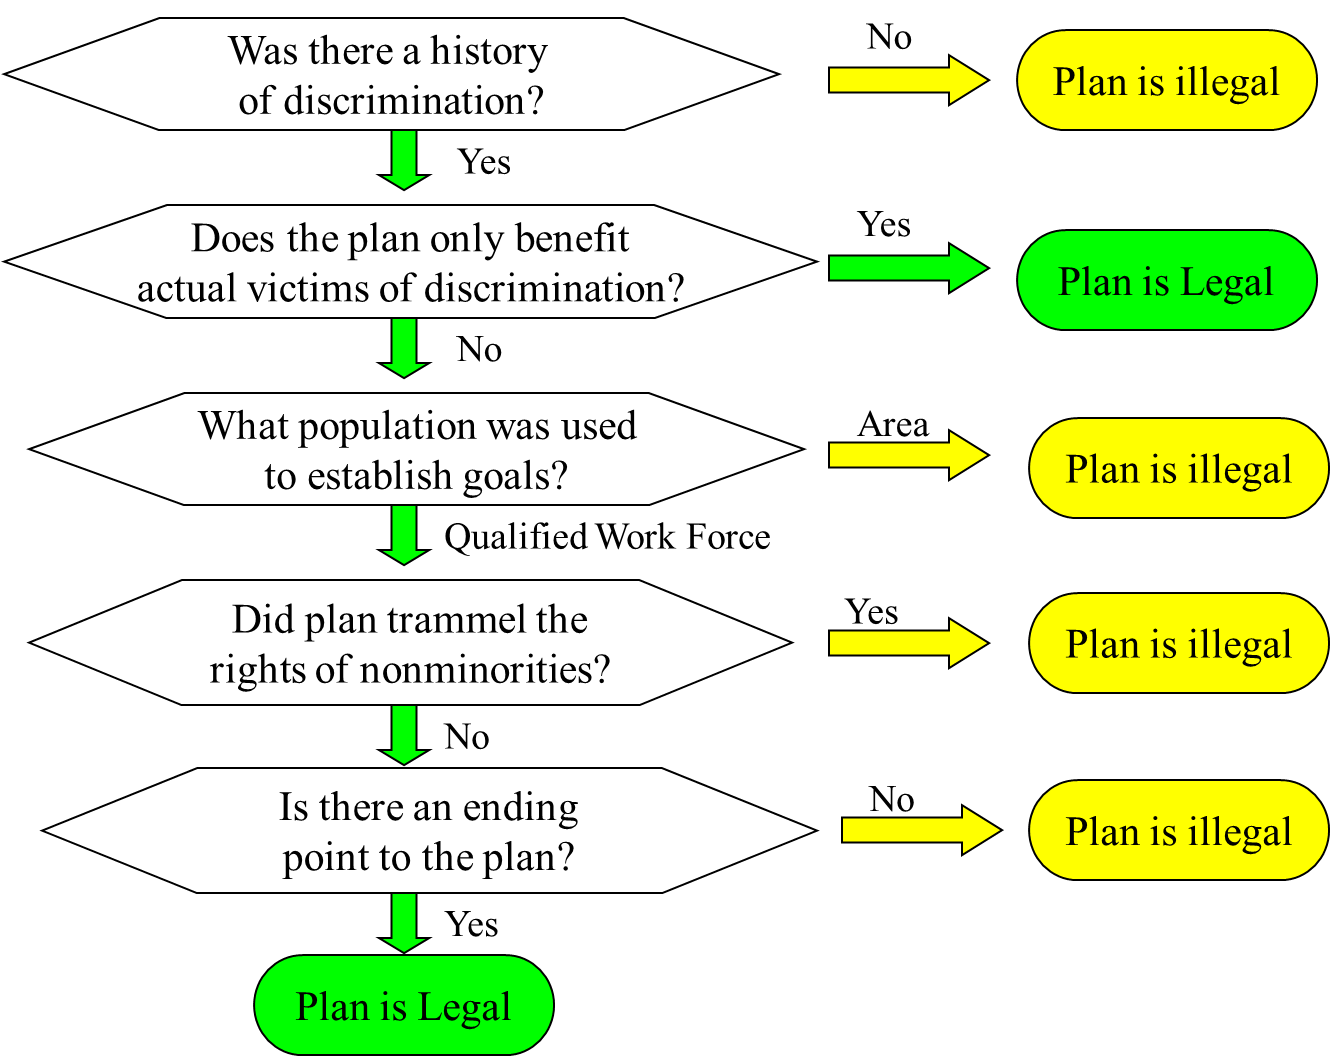 Was there a history
of discrimination?
No
Plan is illegal
Yes
Does the plan only benefit
actual victims of discrimination?
Yes
Plan is Legal
No
What population was used
to establish goals?
Area
Plan is illegal
Qualified Work Force
Did plan trammel the
rights of nonminorities?
Yes
Plan is illegal
No
Is there an ending
point to the plan?
No
Plan is illegal
Yes
Plan is Legal